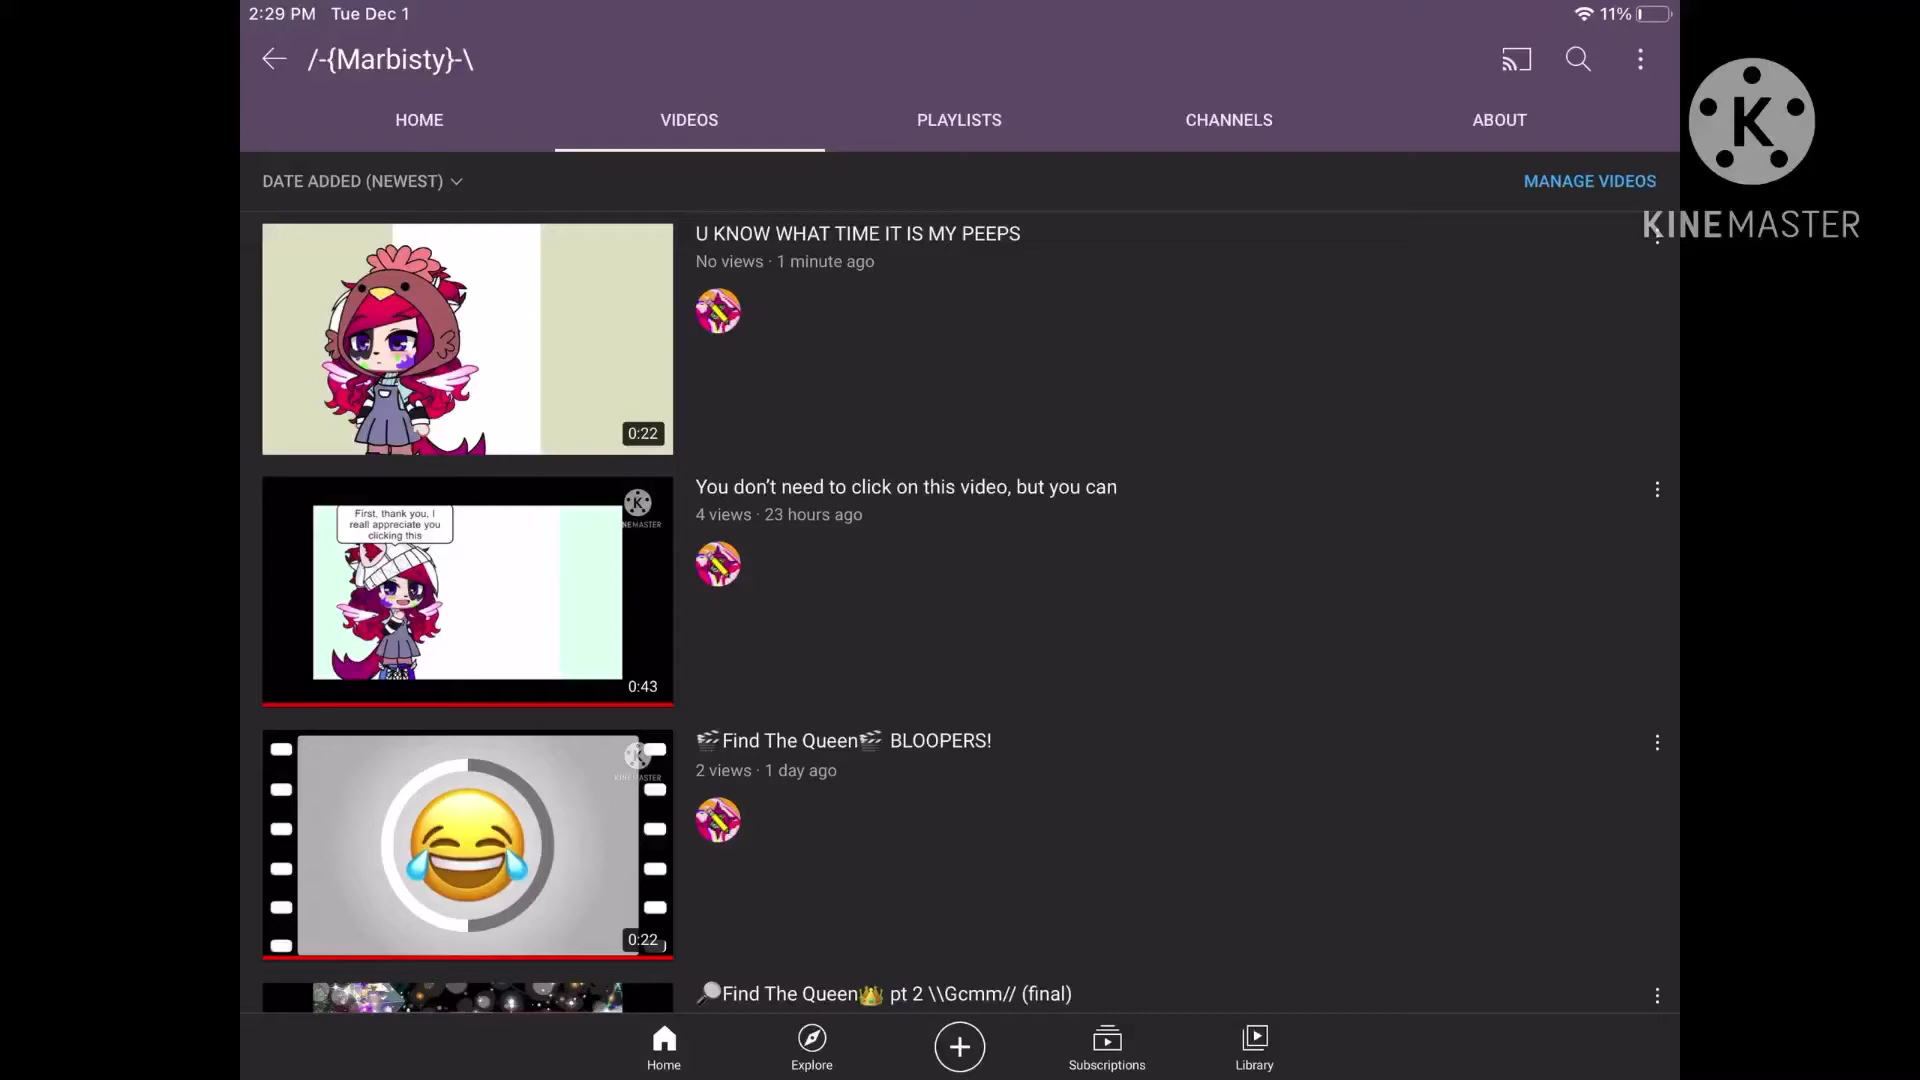 2:29 PM Tue Dec 1
11%
/-{Marbisty}-\
HOME VIDEOS PLAYLISTS CHANNELS ABOUT
K
KINEMASTER
DATE ADDED (NEWEST)
MANAGE VIDEOS
U KNOW WHAT TIME IT IS MY PEEPS
No views · 1 minute ago
0:22
You don’t need to click on this video, but you can
4 views · 23 hours ago
K
NEMASTER
First, thank you, I
reall appreciate you
clicking this
0:43
🎬Find The Queen🎬 BLOOPERS!
2 views · 1 day ago
K
KINEMASTER
0:22
🔎Find The Queen👑 pt 2 \\Gcmm// (final)
Home Explore Subscriptions Library